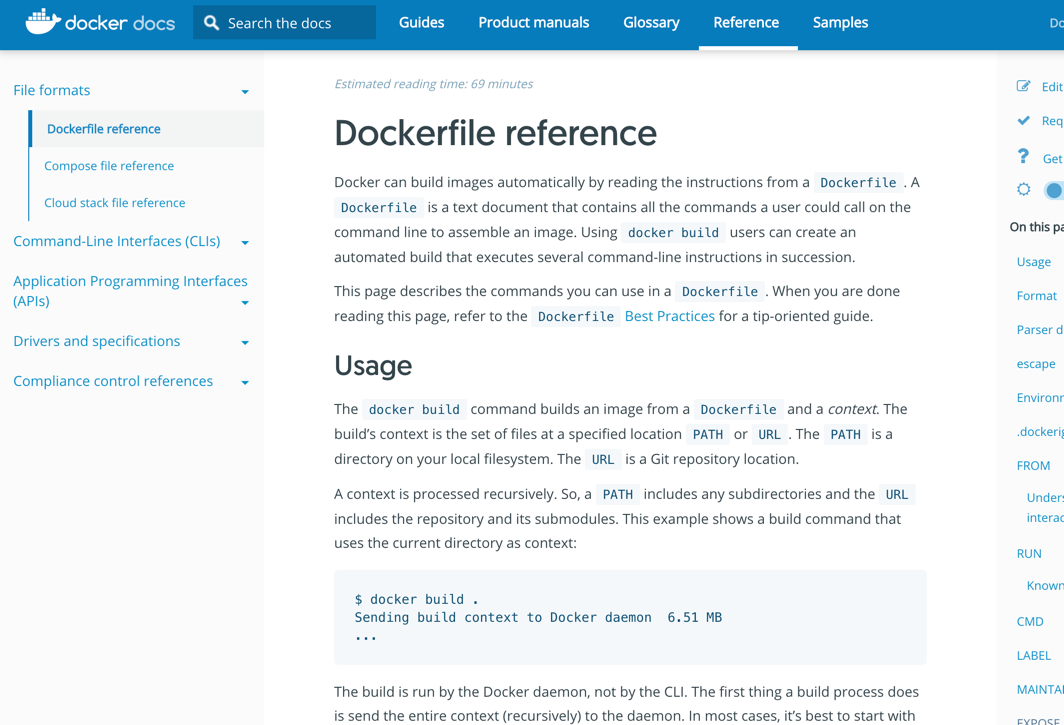 docker docs
Search the docs
Guides
Product manuals
Glossary
Reference
Samples
File formats
Dockerfile reference
Compose file reference
Cloud stack file reference
Command-Line Interfaces (CLIs)
Application Programming Interfaces
(APIs)
Drivers and specifications
Compliance control references
Estimated reading time: 69 minutes
Dockerfile reference
Docker can build images automatically by reading the instructions from a Dockerfile . A
Dockerfile is a text document that contains all the commands a user could call on the
command line to assemble an image. Using docker build users can create an
automated build that executes several command-line instructions in succession.
This page describes the commands you can use in a Dockerfile . When you are done
reading this page, refer to the Dockerfile Best Practices for a tip-oriented guide.
Usage
The docker build command builds an image from a Dockerfile and a context. The
build’s context is the set of files at a specified location PATH or URL . The PATH is a
directory on your local filesystem. The URL is a Git repository location.
A context is processed recursively. So, a PATH includes any subdirectories and the URL
includes the repository and its submodules. This example shows a build command that
uses the current directory as context:
$ docker build .
Sending build context to Docker daemon  6.51 MB
...
The build is run by the Docker daemon, not by the CLI. The first thing a build process does
is send the entire context (recursively) to the daemon. In most cases, it’s best to start with
Edit
Req
Get
On this pa
Usage
Format
Parser d
escape
Environ
.dockerig
FROM
Unders
interac
RUN
Known
CMD
LABEL
MAINTA
EXPOSE